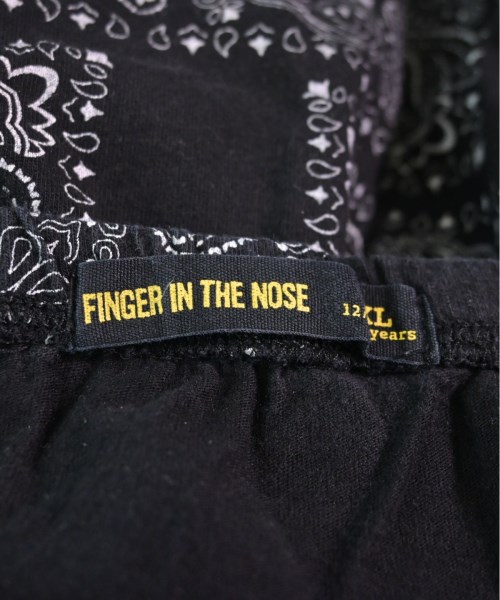 FINGER IN THE NOSE
XL
12 years